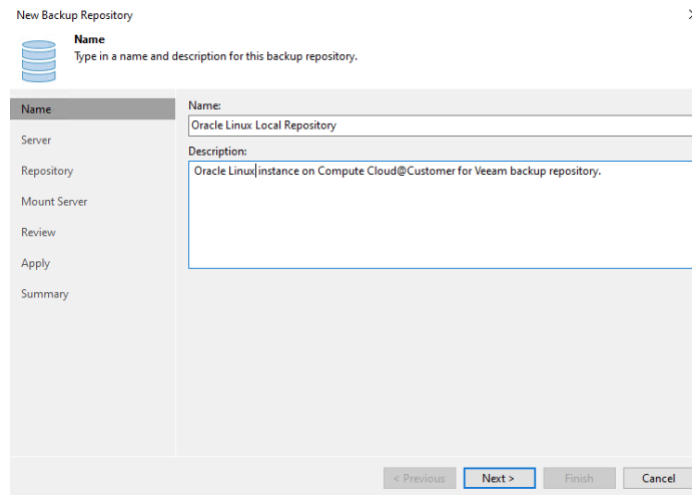 New Backup Repository
Name
Type in a name and description for this backup repository.
Name
Server
Repository
Mount Server
Review
Apply
Summary
Name:
Oracle Linux Local Repository
Description:
Oracle Linux instance on Compute Cloud@Customer for Veeam backup repository.
< Previous
Next >
Finish
Cancel